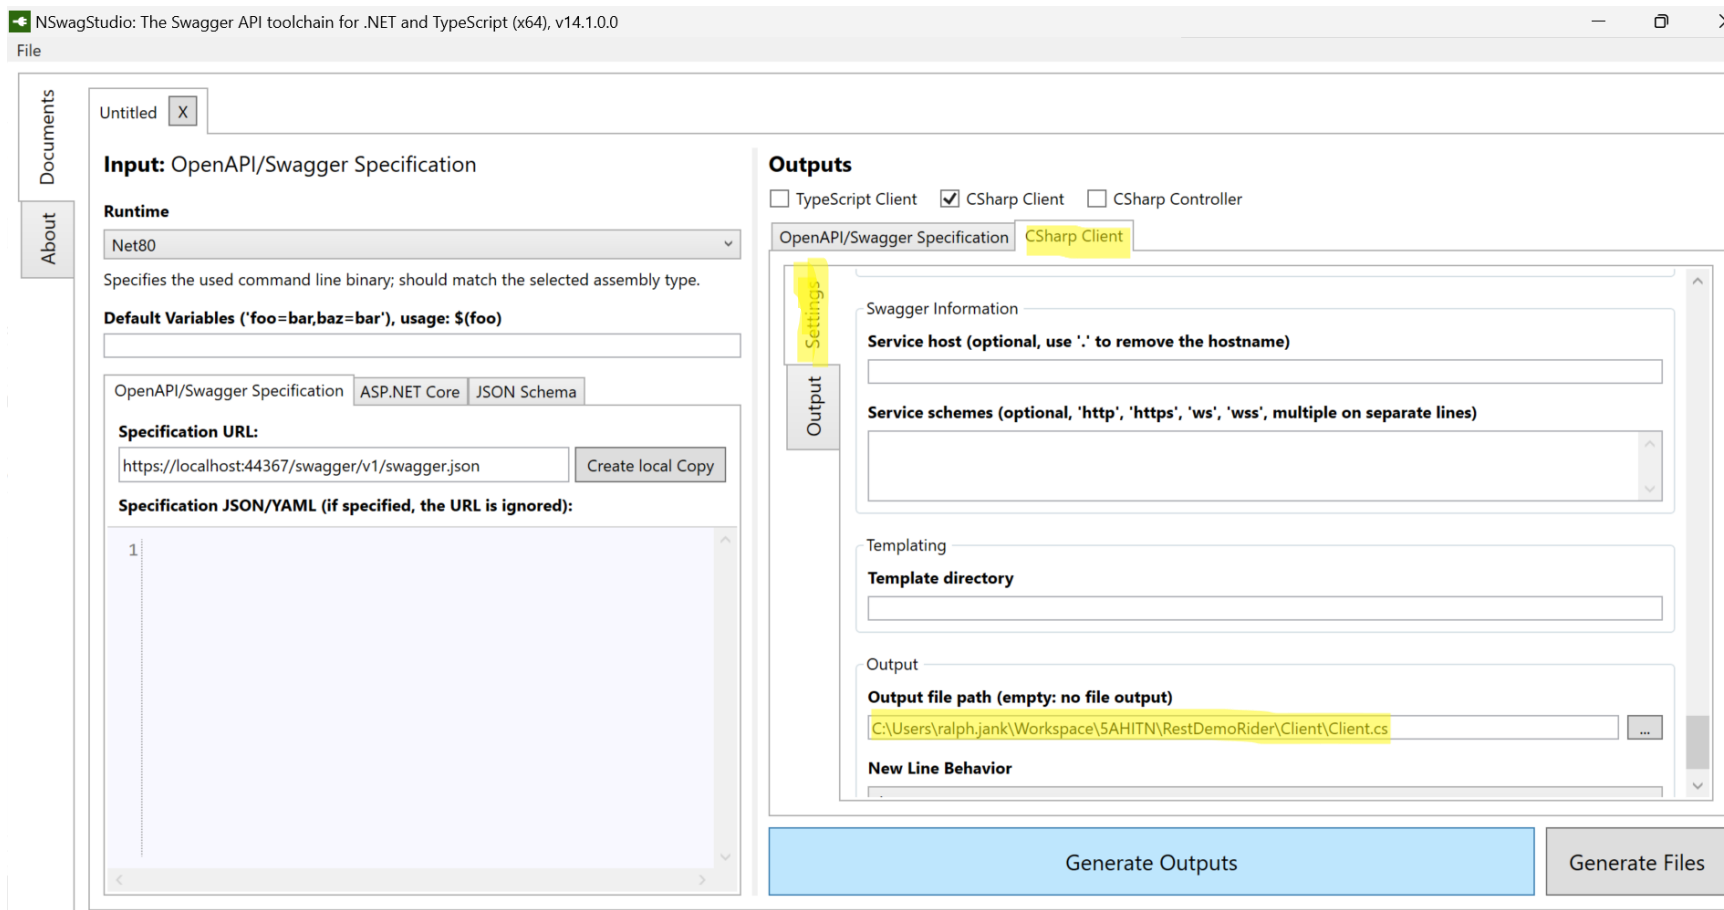 NSwagStudio: The Swagger API toolchain for .NET and TypeScript (x64), v14.1.0.0
File
Documents
About
Untitled X
Input: OpenAPI/Swagger Specification
Runtime
Net80
Specifies the used command line binary; should match the selected assembly type.
Default Variables ('foo=bar,baz=bar'), usage: $(foo)
OpenAPI/Swagger Specification ASP.NET Core JSON Schema
Specification URL:
https://localhost:44367/swagger/v1/swagger.json Create local Copy
Specification JSON/YAML (if specified, the URL is ignored):
1
Outputs
TypeScript Client CSharp Client CSharp Controller
OpenAPI/Swagger Specification CSharp Client
Settings
Output
Swagger Information
Service host (optional, use '.' to remove the hostname)
Service schemes (optional, 'http', 'https', 'ws', 'wss', multiple on separate lines)
Templating
Template directory
Output
Output file path (empty: no file output)
C:\Users\ralph.jank\Workspace\5AHITN\RestDemoRider\Client\Client.cs ...
New Line Behavior
Generate Outputs Generate Files